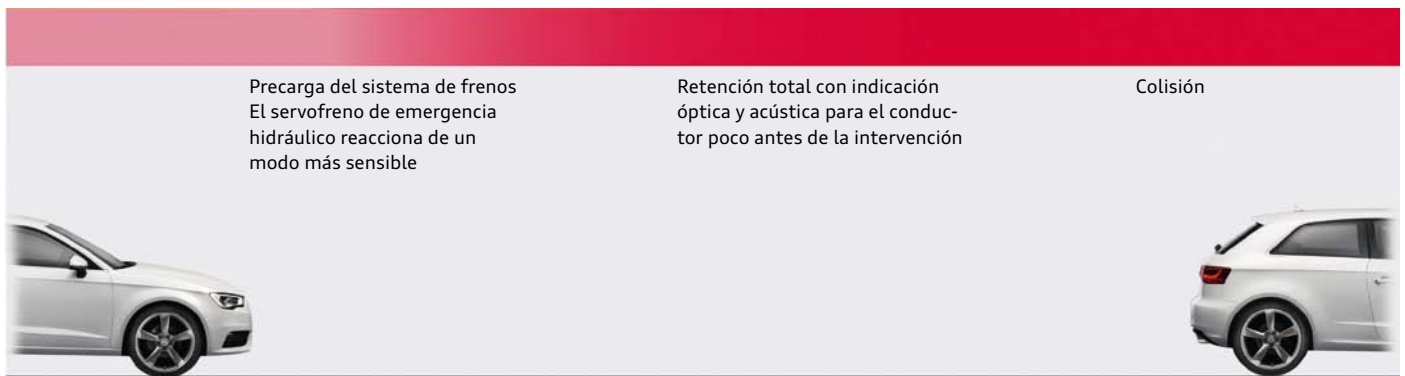 Precarga del sistema de frenos
El servofreno de emergencia
hidráulico reacciona de un
modo más sensible
Retención total con indicación
óptica y acústica para el conduc-
tor poco antes de la intervención
Colisión